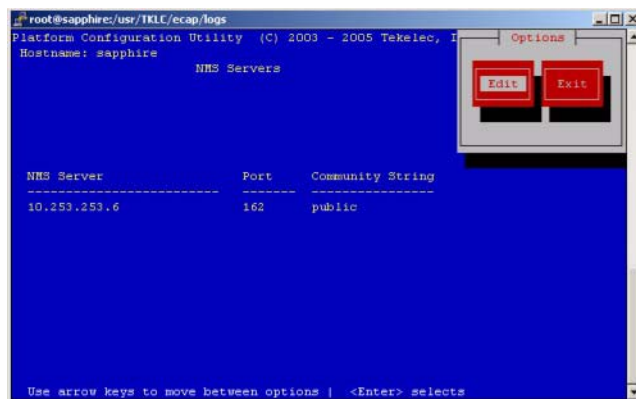 root@sapphire:/usr/TKLC/ecap/logs
Platform Configuration Utility (C) 2003 - 2005 Tekelec,
Hostname: sapphire
NMS Servers
Options
Edit Exit
NMS Server Port Community String
-------------------------- ------- ----------------
10.253.253.6 162 public
Use arrow keys to move between options | <Enter> selects